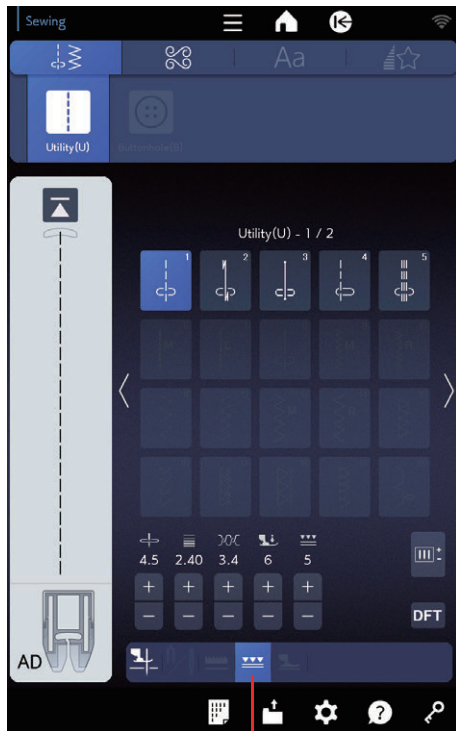 Sewing
Aa
Utility(U)
Buttonhole(B)
Utility(U) - 1 / 2
1 2 3 4 5
4.5 2.40 3.4 6 5
+ + + + +
− − − − −
DFT
AD